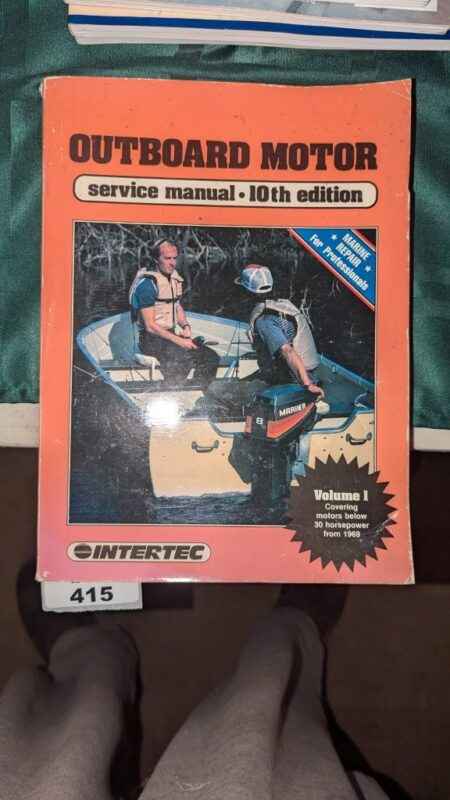 OUTBOARD MOTOR
service manual • 10th edition
★ MARINE
REPAIR ★
For Professionals
8 MARINER
Volume 1
Covering
motors below
30 horsepower
from 1969
INTERTEC
415